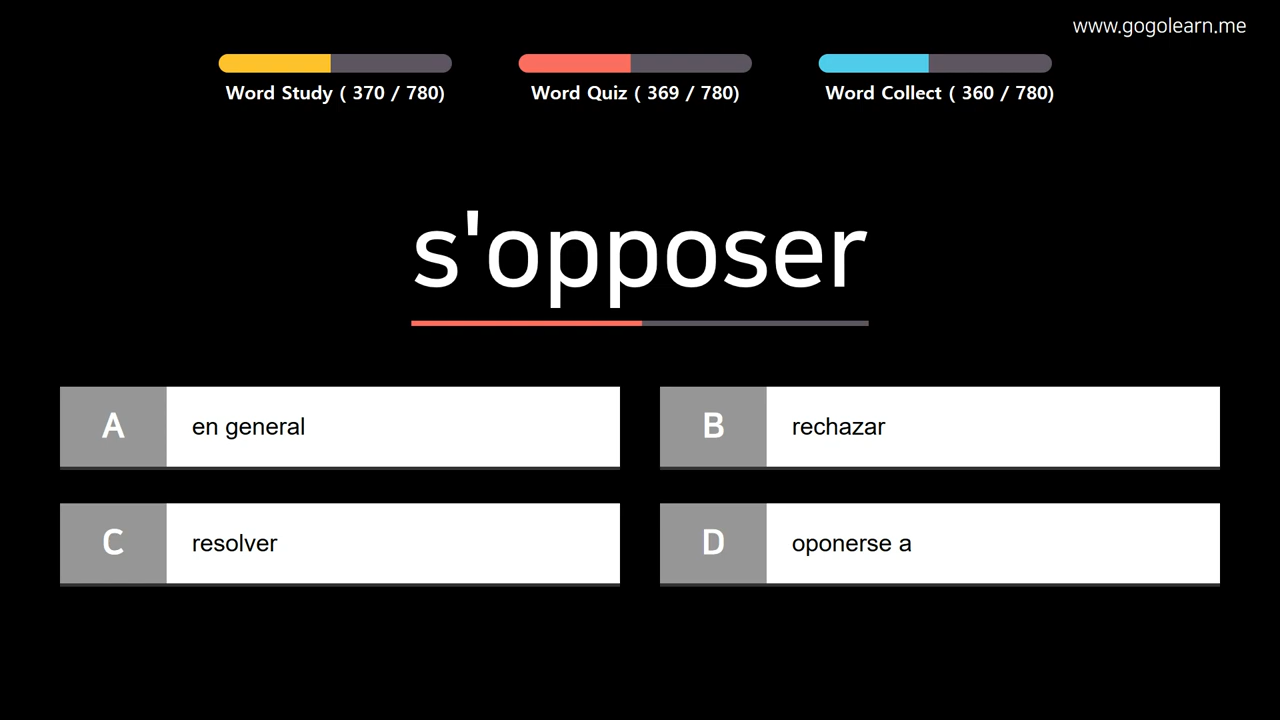 www.gogolearn.me
Word Study ( 370 / 780)
Word Quiz ( 369 / 780)
Word Collect ( 360 / 780)
s'opposer
A
en general
B
rechazar
C
resolver
D
oponerse a